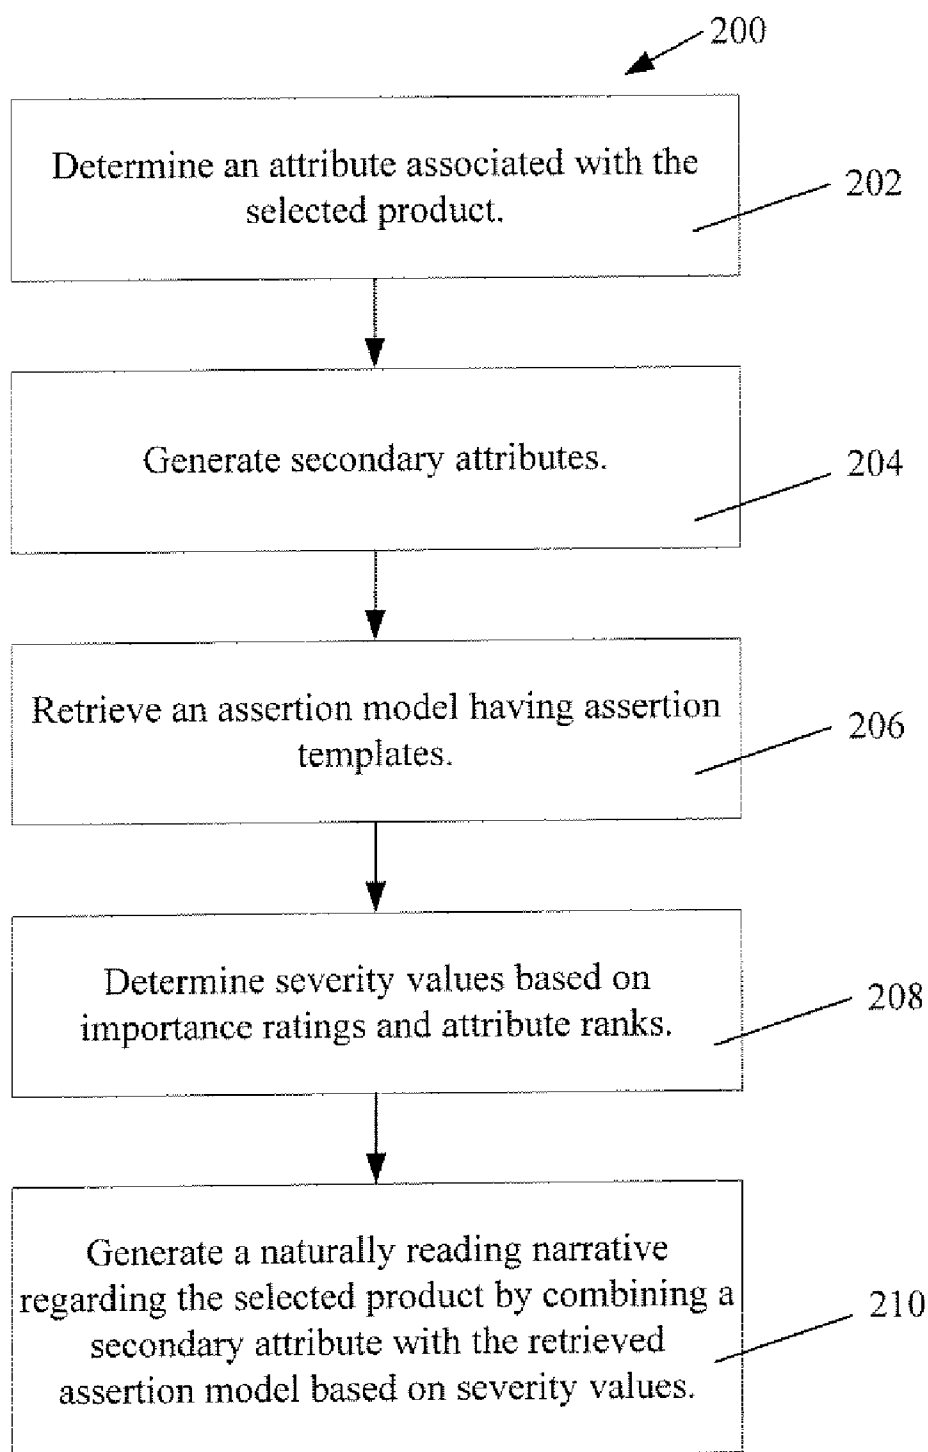 200
Determine an attribute associated with the
selected product.
202
Generate secondary attributes.
204
Retrieve an assertion model having assertion
templates.
206
Determine severity values based on
importance ratings and attribute ranks.
208
Generate a naturally reading narrative
regarding the selected product by combining a
secondary attribute with the retrieved
assertion model based on severity values.
210